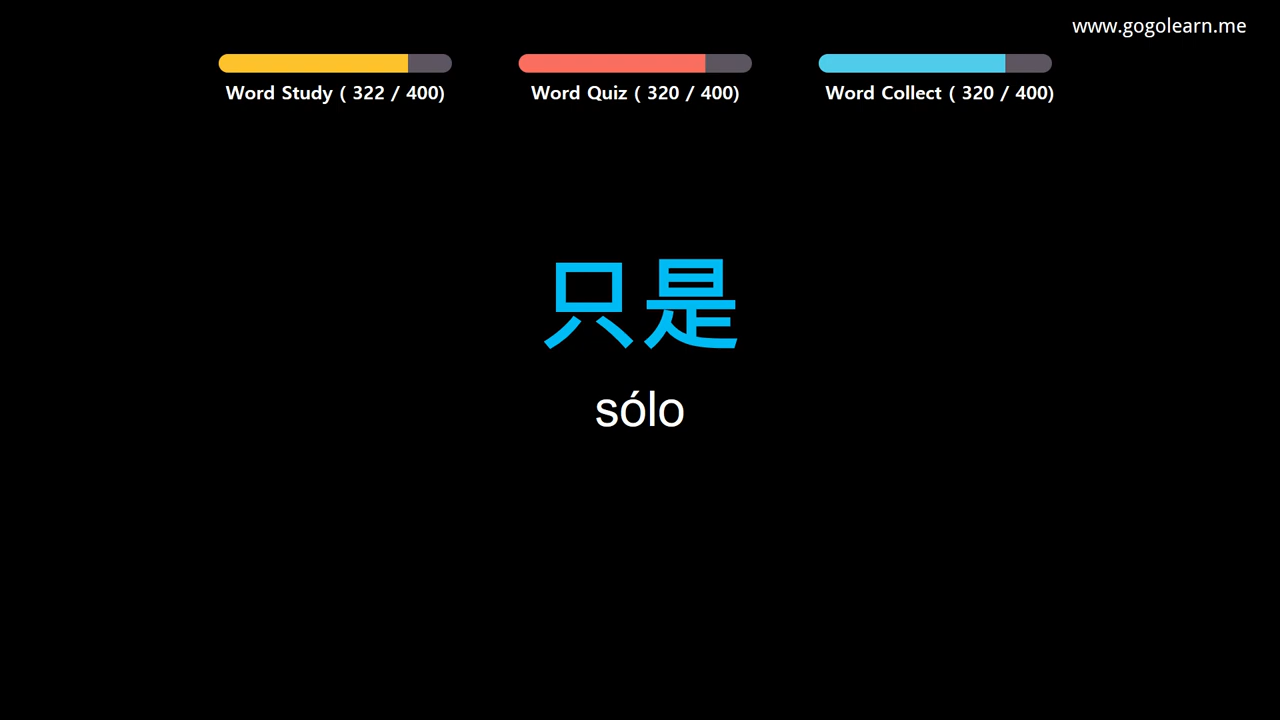 www.gogolearn.me
Word Study ( 322 / 400)
Word Quiz ( 320 / 400)
Word Collect ( 320 / 400)
只是
sólo